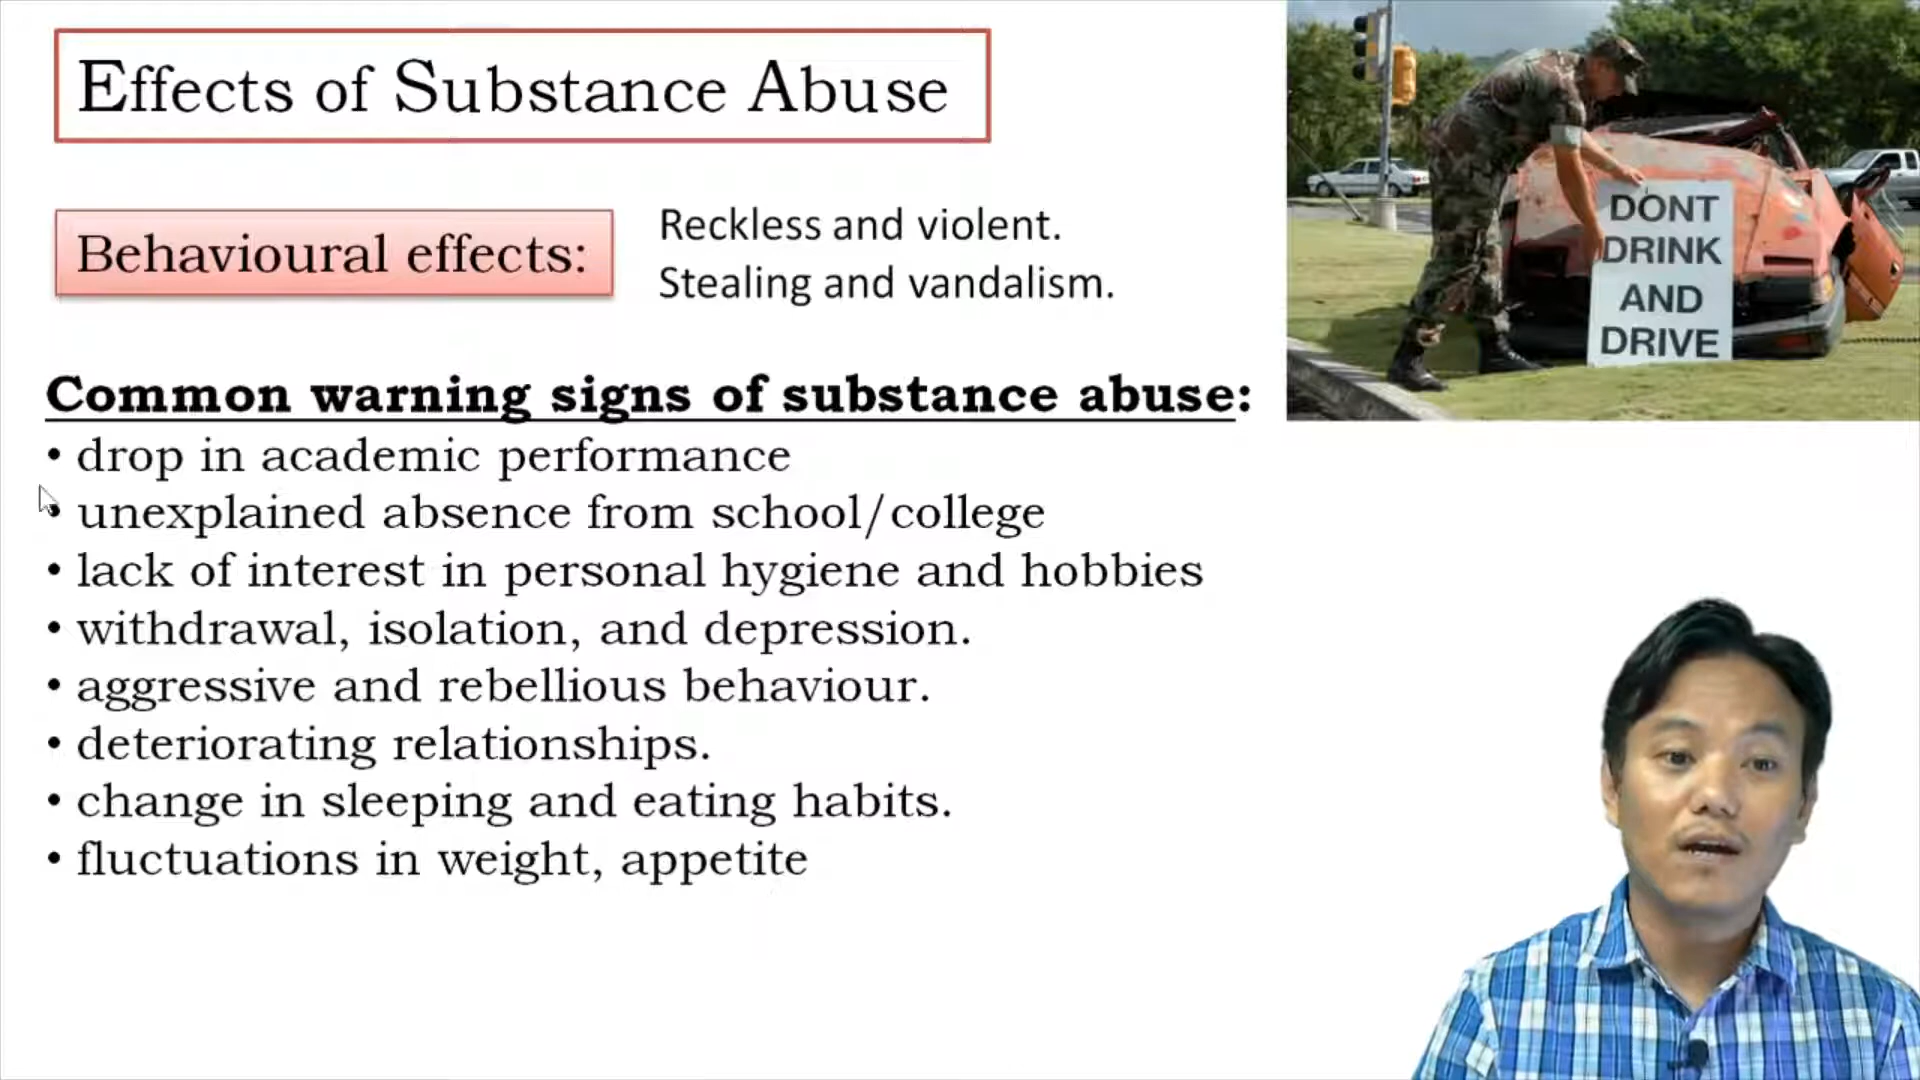 Effects of Substance Abuse
Behavioural effects:
Reckless and violent.
Stealing and vandalism.
Common warning signs of substance abuse:
• drop in academic performance
• unexplained absence from school/college
• lack of interest in personal hygiene and hobbies
• withdrawal, isolation, and depression.
• aggressive and rebellious behaviour.
• deteriorating relationships.
• change in sleeping and eating habits.
• fluctuations in weight, appetite
DONT
DRINK
AND
DRIVE